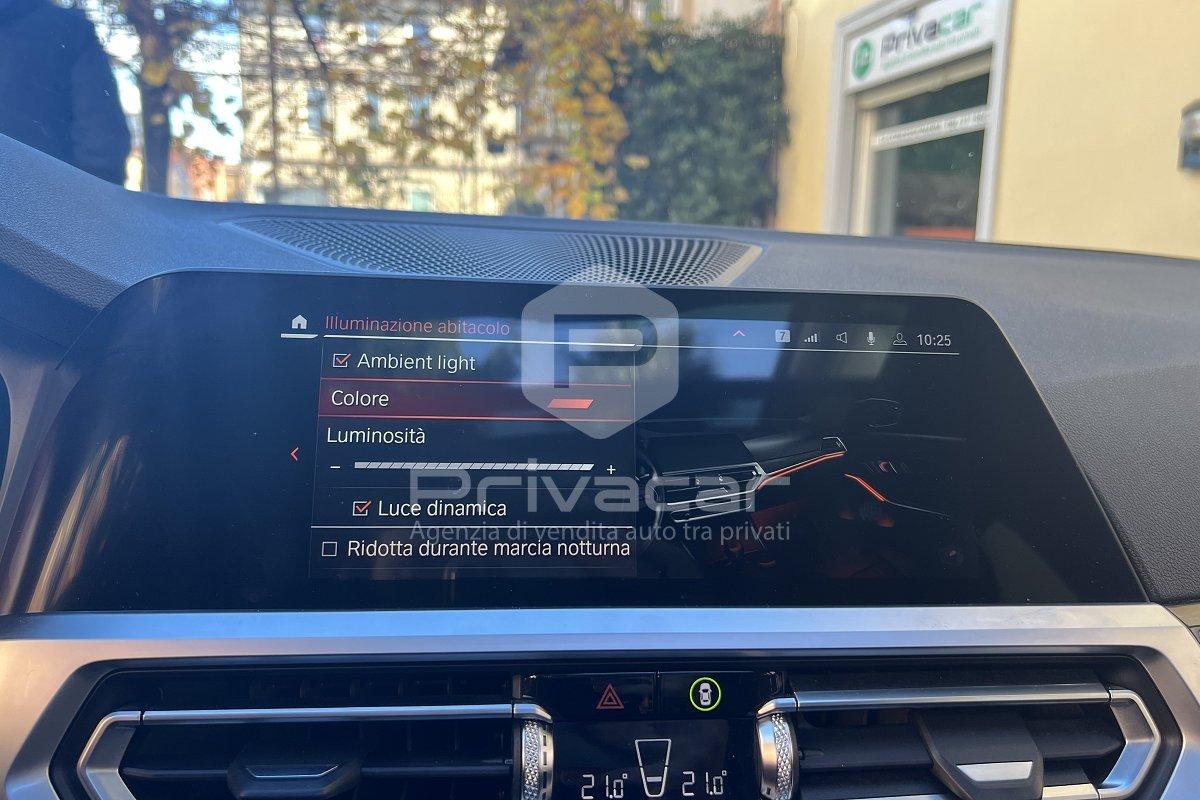 Privacar
Illuminazione abitacolo
7
10:25
Ambient light
Colore
Luminosità
- +
Privacar
Luce dinamica
Agenzia di vendita auto tra privati
Ridotta durante marcia notturna
21.0° 21.0°